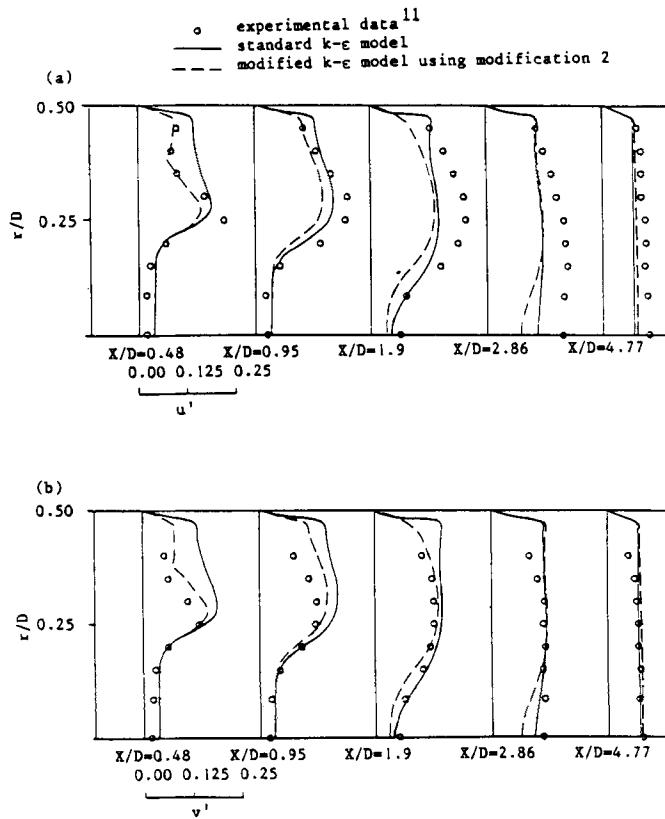 experimental data 11
standard k-ε model
modified k-ε model using modification 2
(a)
0.50
0.25
r/D
X/D=0.48 X/D=0.95 X/D=1.9 X/D=2.86 X/D=4.77
0.00 0.125 0.25
u'
(b)
0.50
0.25
r/D
X/D=0.48 X/D=0.95 X/D=1.9 X/D=2.86 X/D=4.77
0.00 0.125 0.25
v'